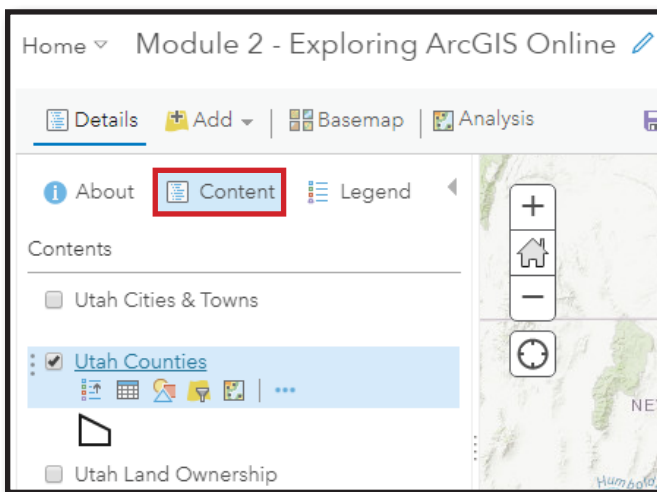 Home Module 2 - Exploring ArcGIS Online
Details Add Basemap Analysis
About Content Legend
Contents
Utah Cities & Towns
Utah Counties
Utah Land Ownership
NE
Humbold